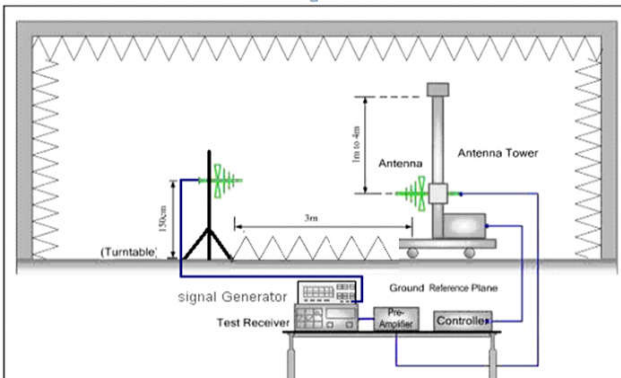 1m to 4m
Antenna
Antenna Tower
150cm
3m
(Turntable)
Ground Reference Plane
signal Generator
Test Receiver
Pre-
Amplifier
Controller